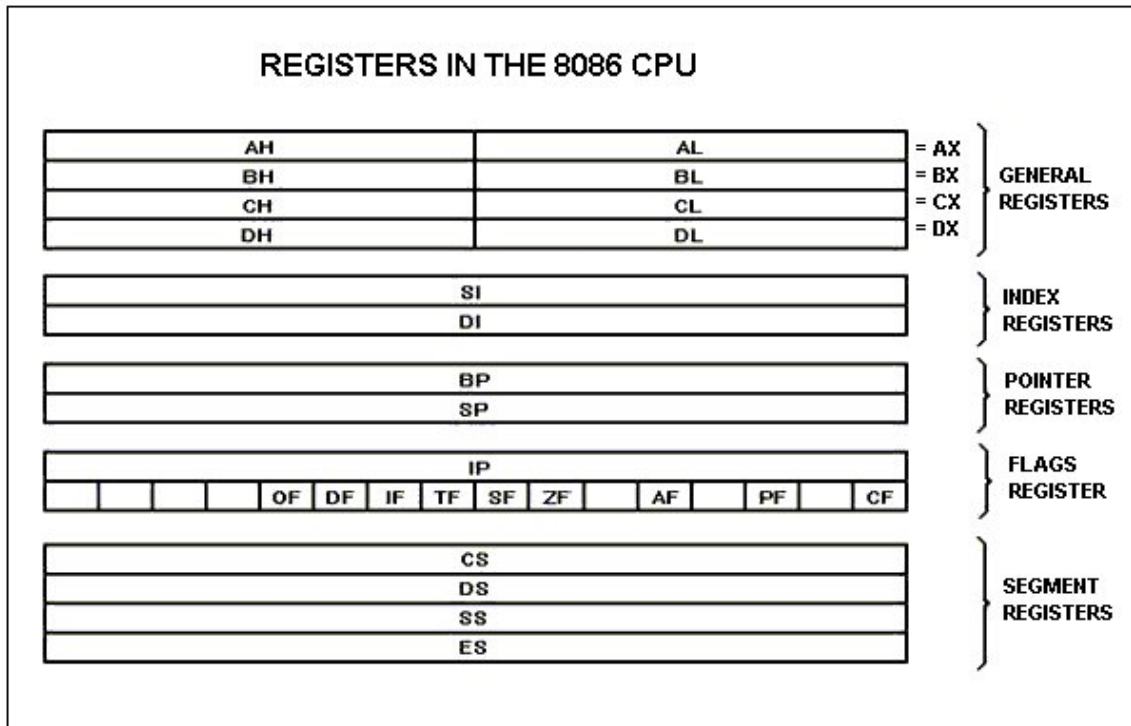 REGISTERS IN THE 8086 CPU
AH AL = AX
BH BL = BX
CH CL = CX
DH DL = DX
GENERAL
REGISTERS
SI
DI
INDEX
REGISTERS
BP
SP
POINTER
REGISTERS
IP
OF DF IF TF SF ZF AF PF CF
FLAGS
REGISTER
CS
DS
SS
ES
SEGMENT
REGISTERS